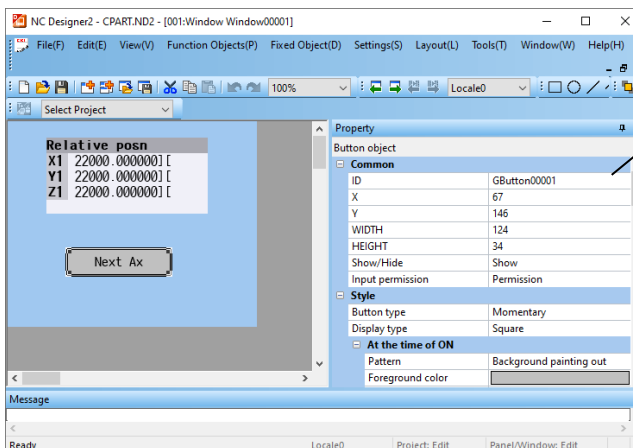 NC Designer2 - CPART.ND2 - [001:Window Window00001]
File(F) Edit(E) View(V) Function Objects(P) Fixed Object(D) Settings(S) Layout(L) Tools(T) Window(W) Help(H)
100% Locale0
Select Project
Property
Button object
Relative posn
X1 22000.000000][
Y1 22000.000000][
Z1 22000.000000][
Next Ax
Common
ID GButton00001
X 67
Y 146
WIDTH 124
HEIGHT 34
Show/Hide Show
Input permission Permission
Style
Button type Momentary
Display type Square
At the time of ON
Pattern Background painting out
Foreground color
Message
Ready Locale0 Project: Edit Panel/Window: Edit